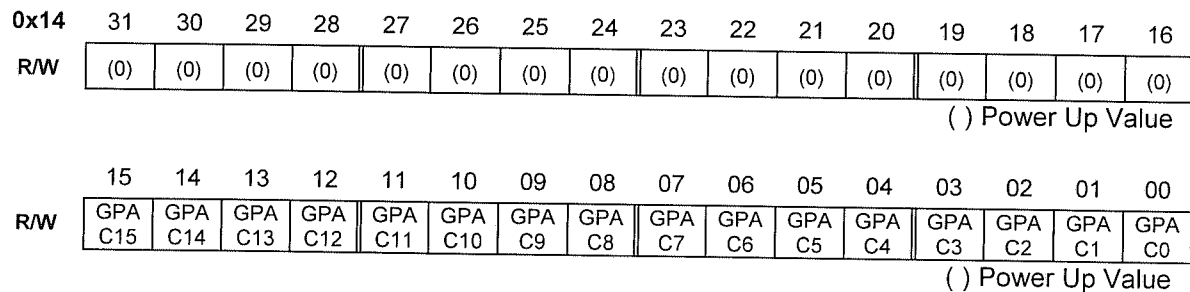 0x14 31 30 29 28 27 26 25 24 23 22 21 20 19 18 17 16
R/W (0) (0) (0) (0) (0) (0) (0) (0) (0) (0) (0) (0) (0) (0) (0) (0)
( ) Power Up Value
15 14 13 12 11 10 09 08 07 06 05 04 03 02 01 00
R/W GPA GPA GPA GPA GPA GPA GPA GPA GPA GPA GPA GPA GPA GPA GPA GPA
C15 C14 C13 C12 C11 C10 C9 C8 C7 C6 C5 C4 C3 C2 C1 C0
( ) Power Up Value